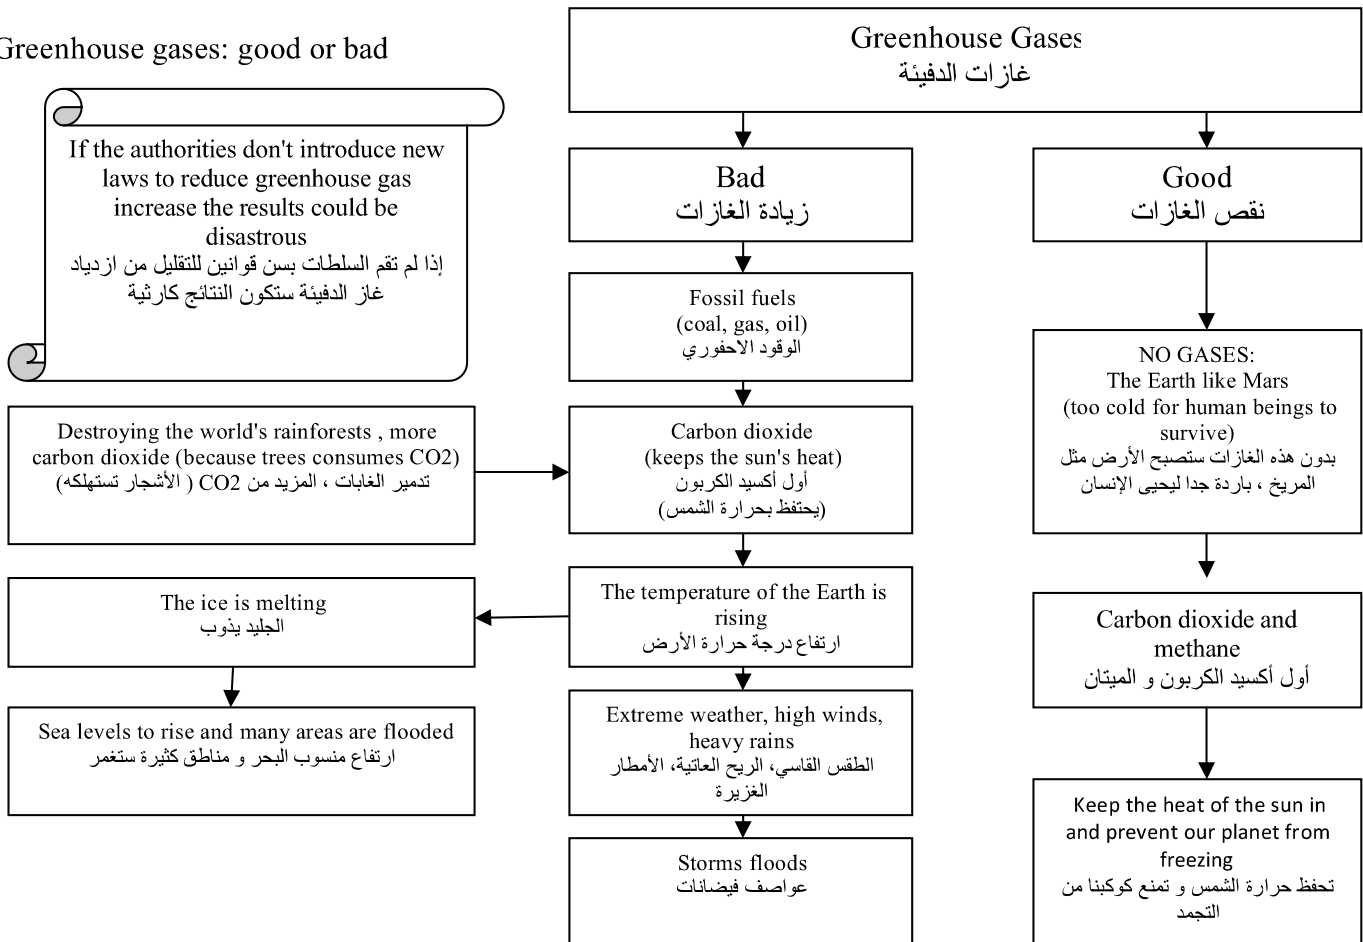 Greenhouse gases: good or bad
If the authorities don't introduce new
laws to reduce greenhouse gas
increase the results could be
disastrous
إذا لم تقم السلطات بسن قوانين للتقليل من ازدياد
غاز الدفيئة ستكون النتائج كارثية
Greenhouse Gases
غازات الدفيئة
Bad
زيادة الغازات
Good
نقص الغازات
Fossil fuels
(coal, gas, oil)
الوقود الاحفوري
NO GASES:
The Earth like Mars
(too cold for human beings to
survive)
بدون هذه الغازات ستصبح الأرض مثل
المريخ ، باردة جدا ليحيى الإنسان
Destroying the world's rainforests , more
carbon dioxide (because trees consumes CO2)
تدمير الغابات ، المزيد من CO2 ( الأشجار تستهلكه)
Carbon dioxide
(keeps the sun's heat)
أول أكسيد الكربون
(يحتفظ بحرارة الشمس)
The temperature of the Earth is
rising
ارتفاع درجة حرارة الأرض
The ice is melting
الجليد يذوب
Sea levels to rise and many areas are flooded
ارتفاع منسوب البحر و مناطق كثيرة ستغمر
Extreme weather, high winds,
heavy rains
الطقس القاسي، الريح العاتية، الأمطار
الغزيرة
Storms floods
عواصف فيضانات
Carbon dioxide and
methane
أول أكسيد الكربون و الميتان
Keep the heat of the sun in
and prevent our planet from
freezing
تحفظ حرارة الشمس و تمنع كوكبنا من
التجمد